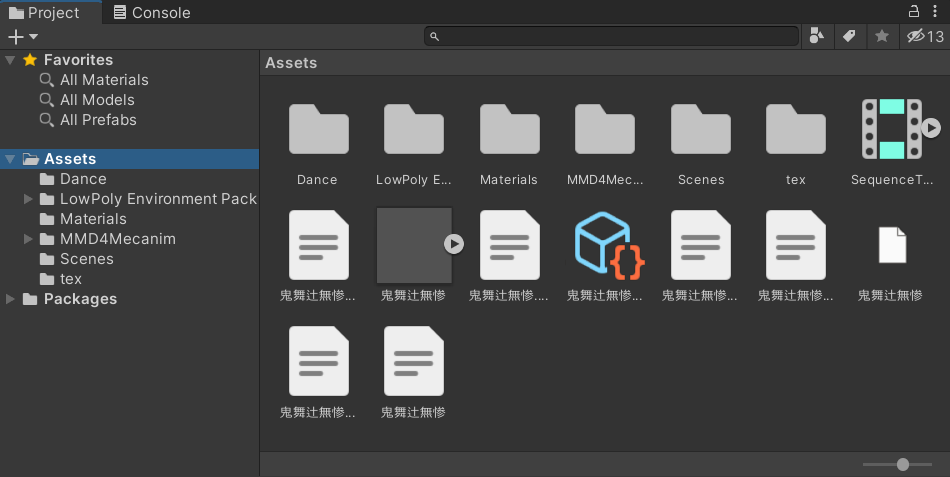 Project
Console
13
Favorites
All Materials
All Models
All Prefabs
Assets
Dance
LowPoly Environment Pack
Materials
MMD4Mecanim
Scenes
tex
Packages
Assets
Dance
LowPoly E...
Materials
MMD4Mec...
Scenes
tex
SequenceT...
鬼舞辻無惨...
鬼舞辻無惨
鬼舞辻無惨....
鬼舞辻無惨...
鬼舞辻無惨...
鬼舞辻無惨...
鬼舞辻無惨
鬼舞辻無惨...
鬼舞辻無惨